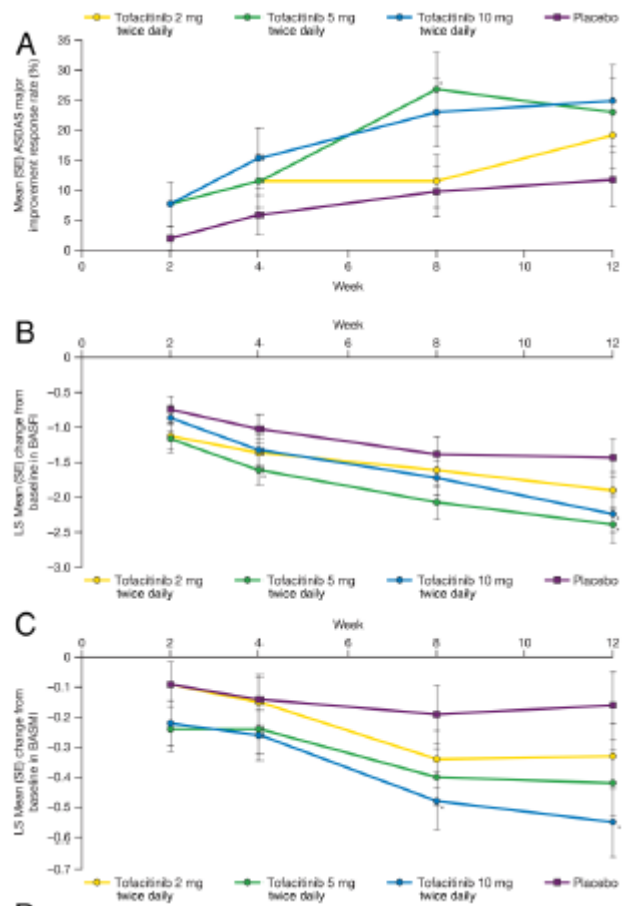 A
Tofacitinib 2 mg twice daily
Tofacitinib 5 mg twice daily
Tofacitinib 10 mg twice daily
Placebo
Mean (SE) ASDAS major
improvement response rate (%)
35
30
25
20
15
10
5
0
0 2 4 6 8 10 12
Week
B
Week
0 2 4 6 8 10 12
LS Mean (SE) change from
baseline in BASFI
0
−0.5
−1.0
−1.5
−2.0
−2.5
−3.0
Tofacitinib 2 mg twice daily
Tofacitinib 5 mg twice daily
Tofacitinib 10 mg twice daily
Placebo
C
Week
0 2 4 6 8 10 12
LS Mean (SE) change from
baseline in BASMI
0
−0.1
−0.2
−0.3
−0.4
−0.5
−0.6
−0.7
Tofacitinib 2 mg twice daily
Tofacitinib 5 mg twice daily
Tofacitinib 10 mg twice daily
Placebo